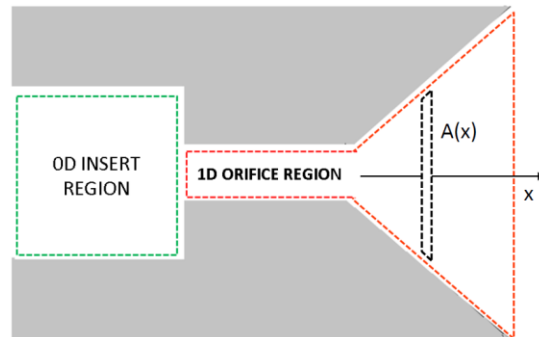 0D INSERT
REGION
1D ORIFICE REGION
A(x)
x